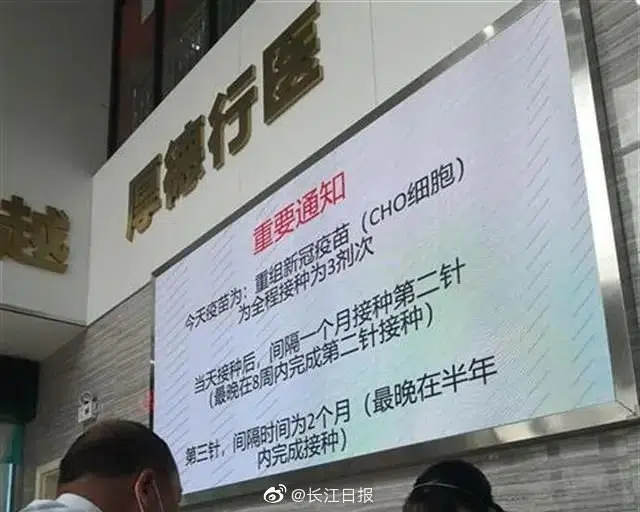 厚德行医
越
重要通知
今天疫苗为：重组新冠疫苗（CHO细胞）
为全程接种为3剂次
当天接种后，间隔一个月接种第二针
（最晚在8周内完成第二针接种）
第三针，间隔时间为2个月（最晚在半年
内完成接种）
@长江日报